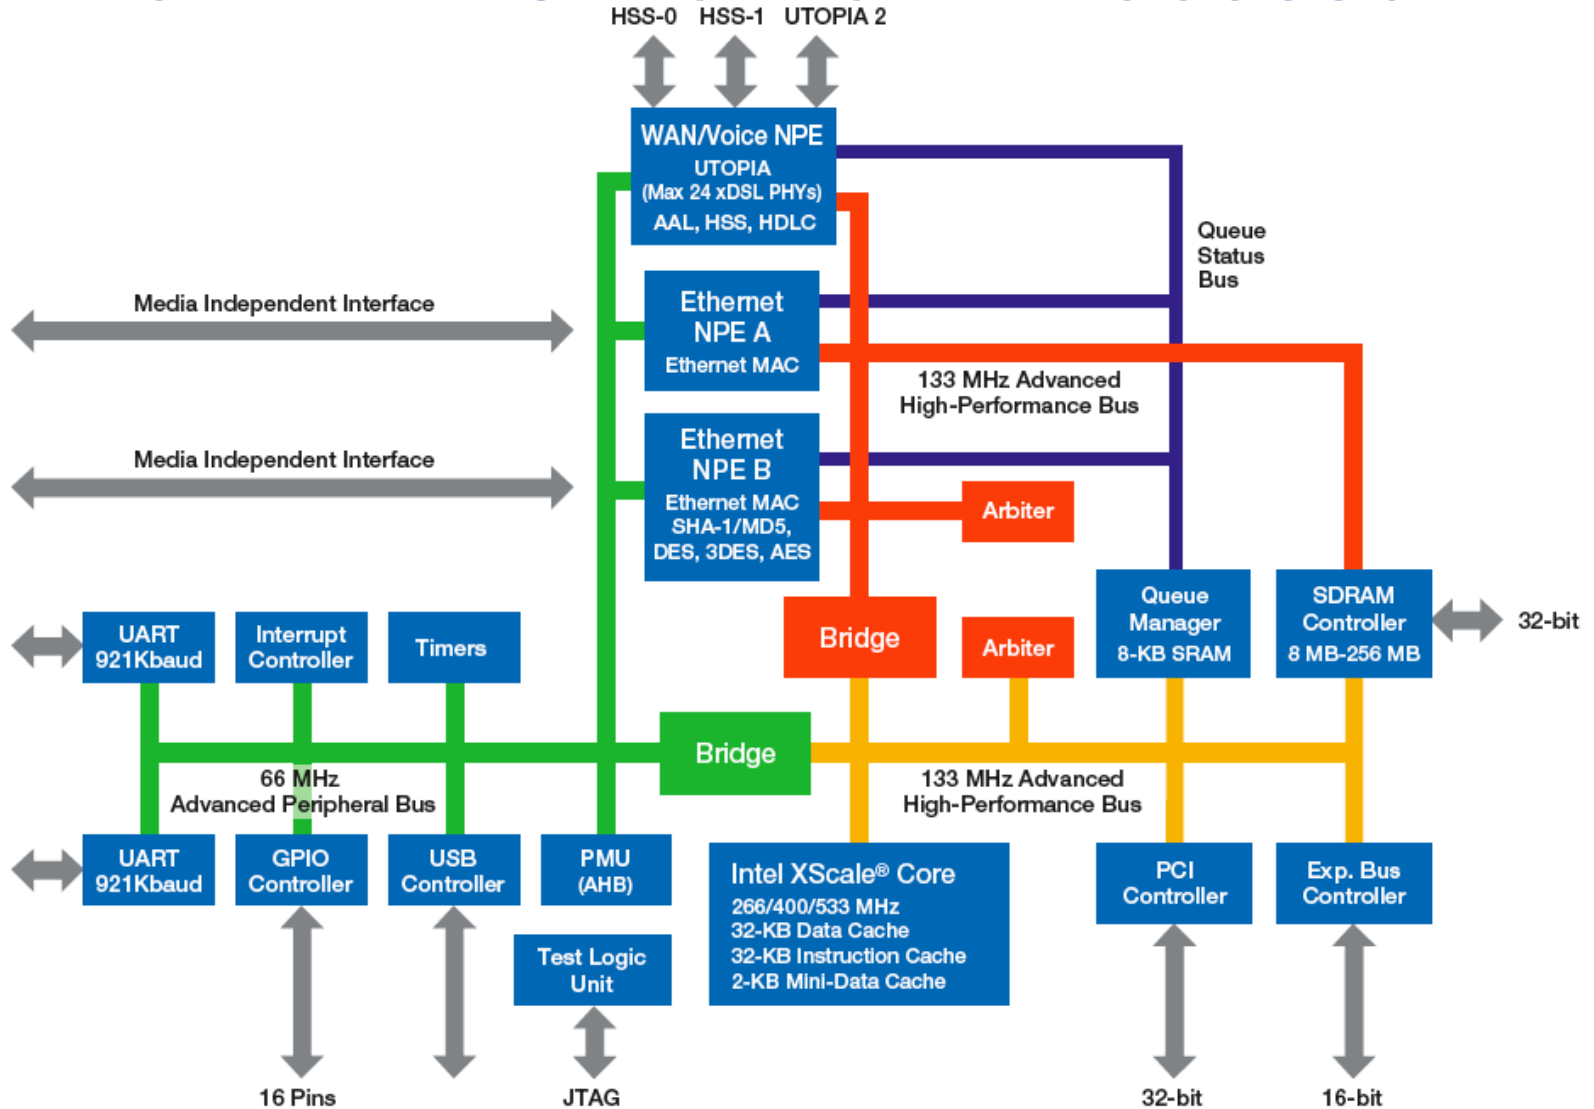 HSS-0 HSS-1 UTOPIA 2
WAN/Voice NPE
UTOPIA
(Max 24 xDSL PHYs)
AAL, HSS, HDLC
Queue
Status
Bus
Media Independent Interface
Ethernet
NPE A
Ethernet MAC
133 MHz Advanced
High-Performance Bus
Media Independent Interface
Ethernet
NPE B
Ethernet MAC
SHA-1/MD5,
DES, 3DES, AES
Arbiter
UART
921Kbaud
Interrupt
Controller
Timers
Bridge
Arbiter
Queue
Manager
8-KB SRAM
SDRAM
Controller
8 MB-256 MB
32-bit
Bridge
66 MHz
Advanced Peripheral Bus
133 MHz Advanced
High-Performance Bus
UART
921Kbaud
GPIO
Controller
USB
Controller
PMU
(AHB)
Intel XScale® Core
266/400/533 MHz
32-KB Data Cache
32-KB Instruction Cache
2-KB Mini-Data Cache
PCI
Controller
Exp. Bus
Controller
Test Logic
Unit
16 Pins
JTAG
32-bit
16-bit